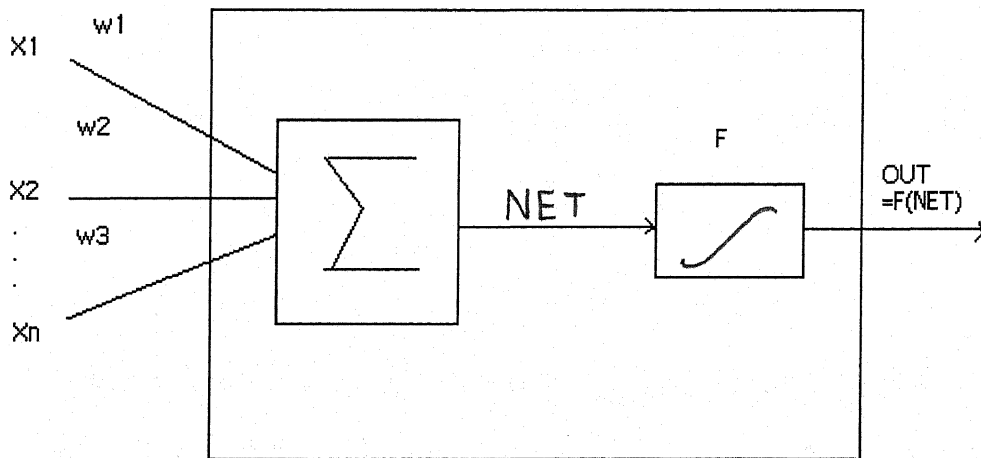 w1
X1
w2
X2
.
w3
.
.
Xn
Σ
NET
F
OUT
=F(NET)